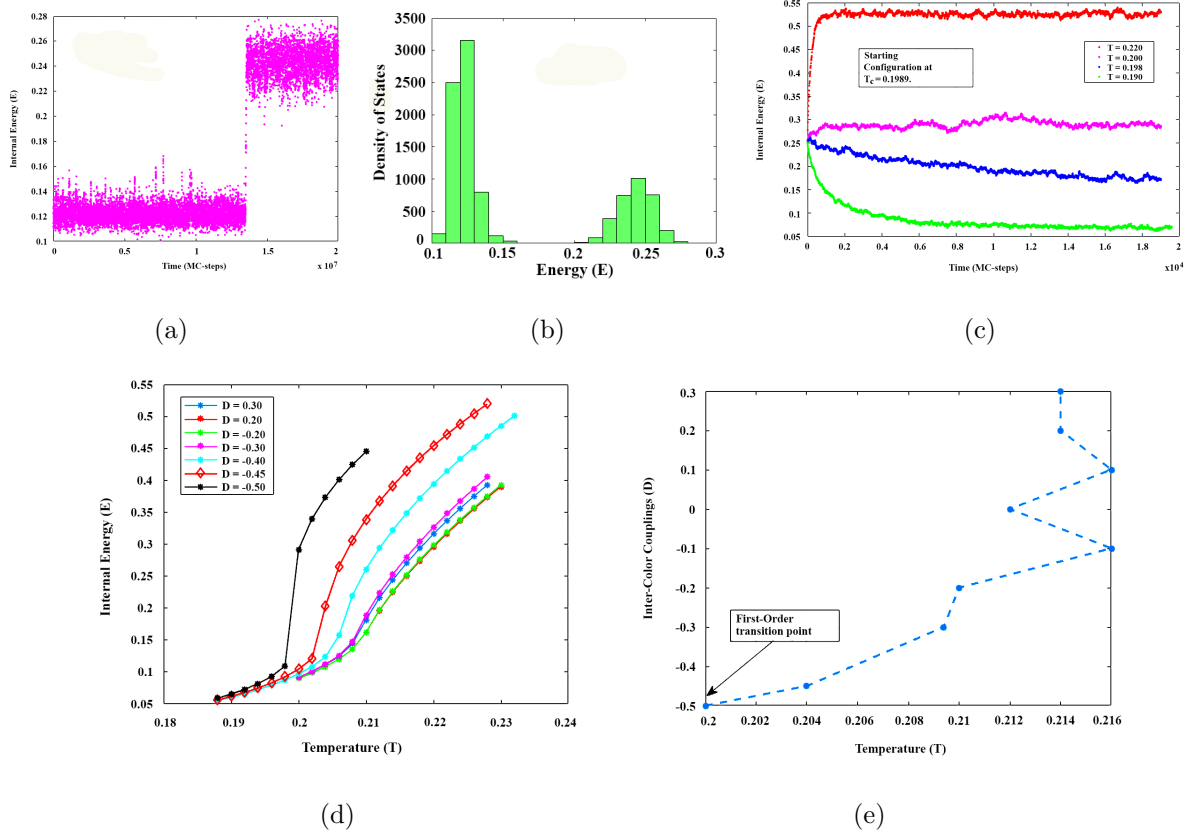 0.28
0.26
0.24
0.22
0.2
0.18
0.16
0.14
0.12
0.1
Internal Energy (E)
0
0.5
1
1.5
2
x 10⁷
Time (MC-steps)
(a)
3500
3000
2500
2000
1500
1000
500
0
Density of States
0.1
0.15
0.2
0.25
0.3
Energy (E)
(b)
0.55
0.5
0.45
0.4
0.35
0.3
0.25
0.2
0.15
0.1
0.05
Internal Energy (E)
Starting
Configuration at
Tc = 0.1989.
T = 0.220
T = 0.200
T = 0.198
T = 0.190
0
0.2
0.4
0.6
0.8
1
1.2
1.4
1.6
1.8
2
x10⁴
Time (MC-steps)
(c)
0.55
0.5
0.45
0.4
0.35
0.3
0.25
0.2
0.15
0.1
0.05
Internal Energy (E)
D = 0.30
D = 0.20
D = -0.20
D = -0.30
D = -0.40
D = -0.45
D = -0.50
0.18
0.19
0.2
0.21
0.22
0.23
0.24
Temperature (T)
(d)
0.3
0.2
0.1
0
-0.1
-0.2
-0.3
-0.4
-0.5
Inter-Color Couplings (D)
First-Order
transition point
0.2
0.202
0.204
0.206
0.208
0.21
0.212
0.214
0.216
Temperature (T)
(e)